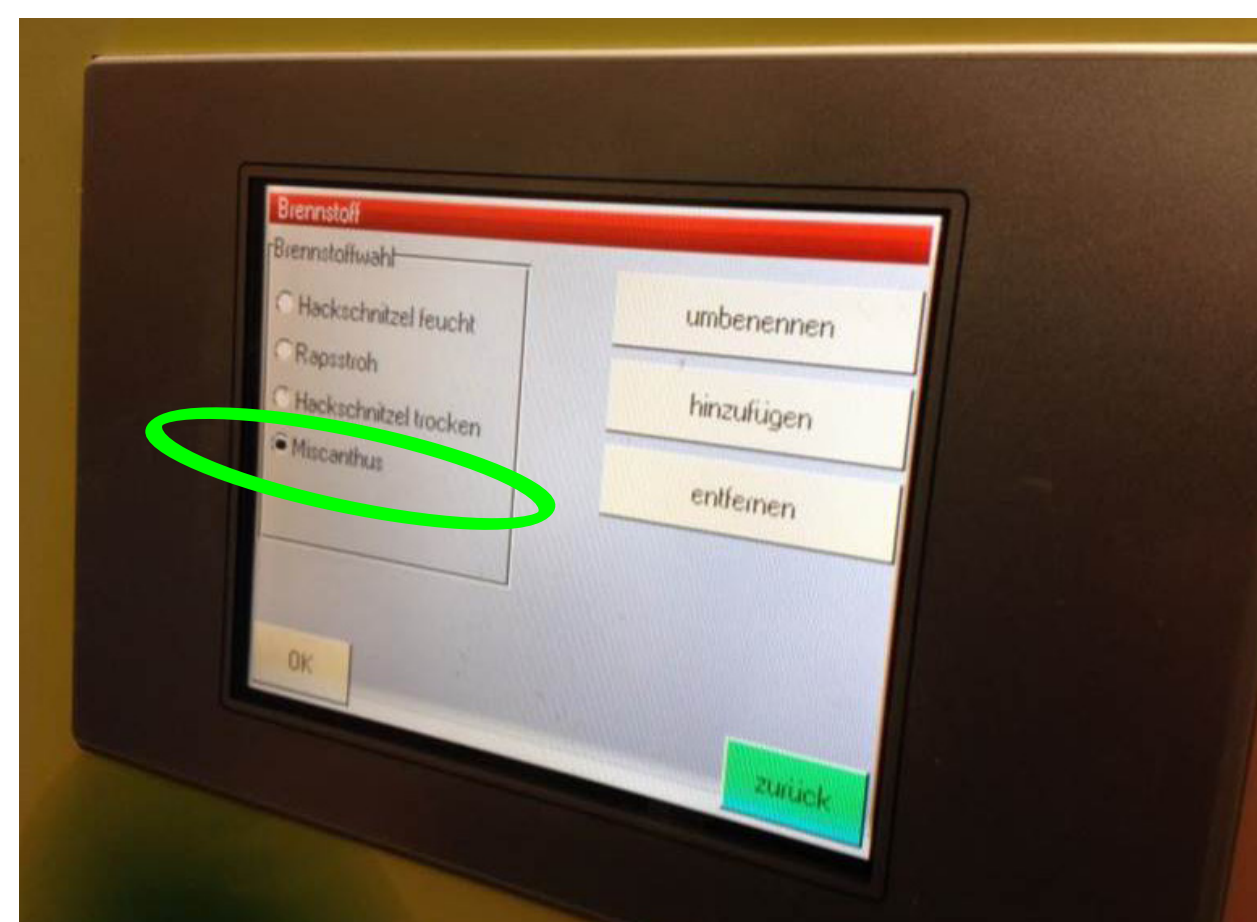 Brennstoff
Brennstoffwahl
Hackschnitzel feucht
Rapsstroh
Hackschnitzel trocken
Miscanthus
umbenennen
hinzufügen
entfernen
OK
zurück